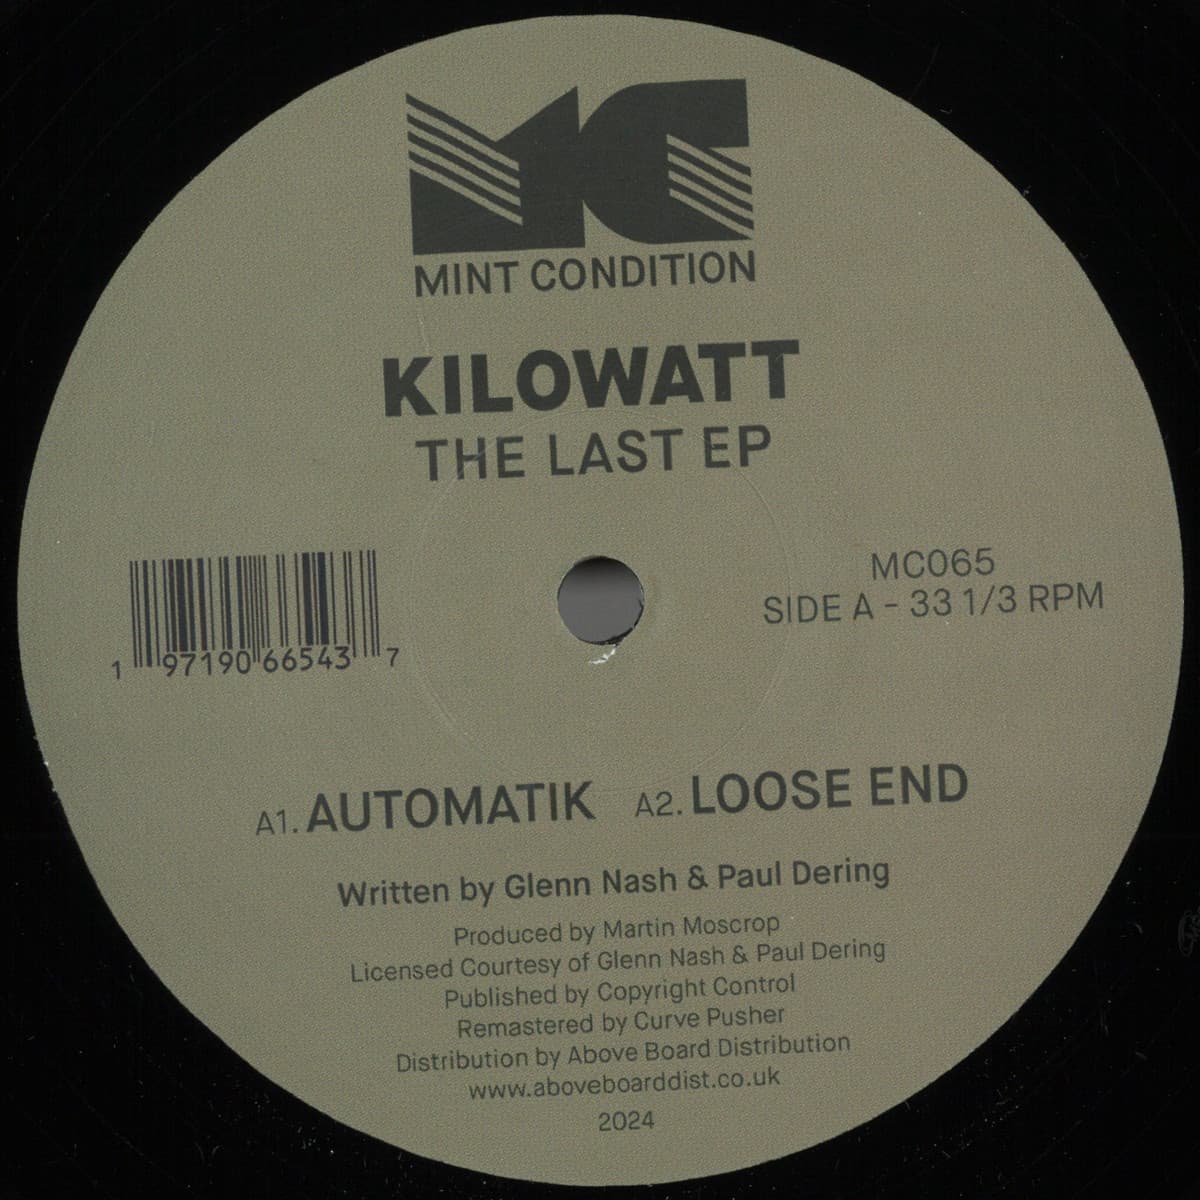 MC
MINT CONDITION
KILOWATT
THE LAST EP
MC065
SIDE A - 33 1/3 RPM
1 97190 66543 7
A1. AUTOMATIK A2. LOOSE END
Written by Glenn Nash & Paul Dering
Produced by Martin Moscrop
Licensed Courtesy of Glenn Nash & Paul Dering
Published by Copyright Control
Remastered by Curve Pusher
Distribution by Above Board Distribution
www.aboveboarddist.co.uk
2024